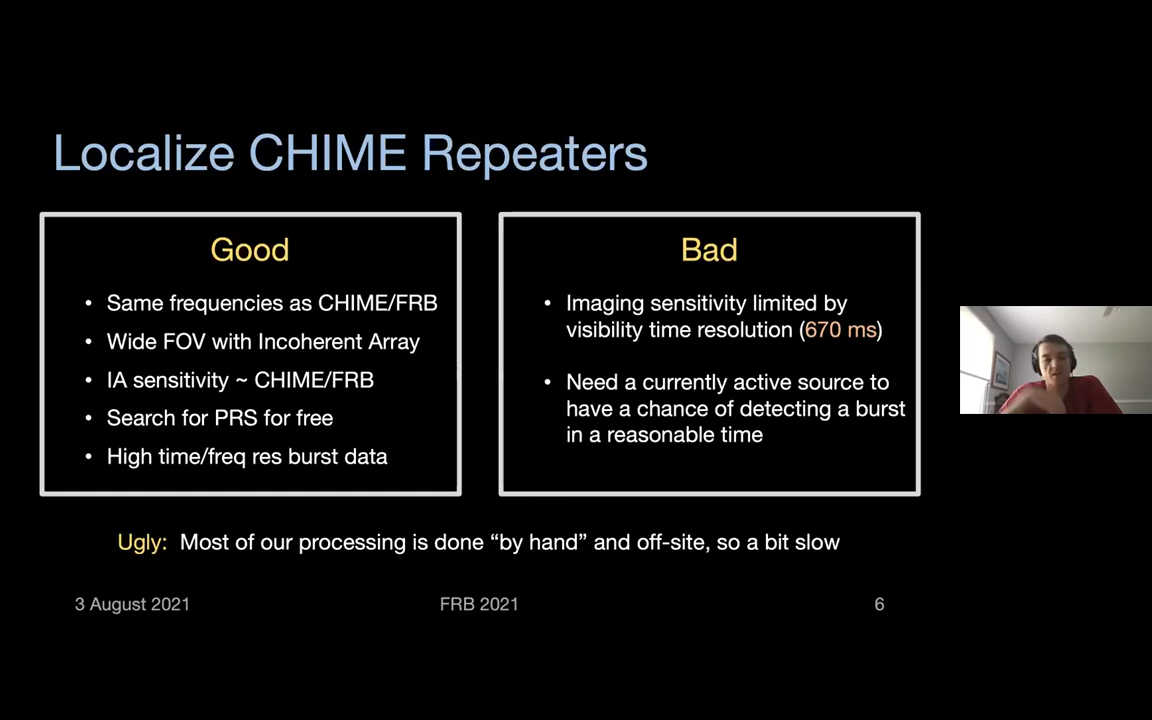 Localize CHIME Repeaters
Good
• Same frequencies as CHIME/FRB
• Wide FOV with Incoherent Array
• IA sensitivity ~ CHIME/FRB
• Search for PRS for free
• High time/freq res burst data
Bad
• Imaging sensitivity limited by
visibility time resolution (670 ms)
• Need a currently active source to
have a chance of detecting a burst
in a reasonable time
Ugly: Most of our processing is done “by hand” and off-site, so a bit slow
3 August 2021
FRB 2021
6